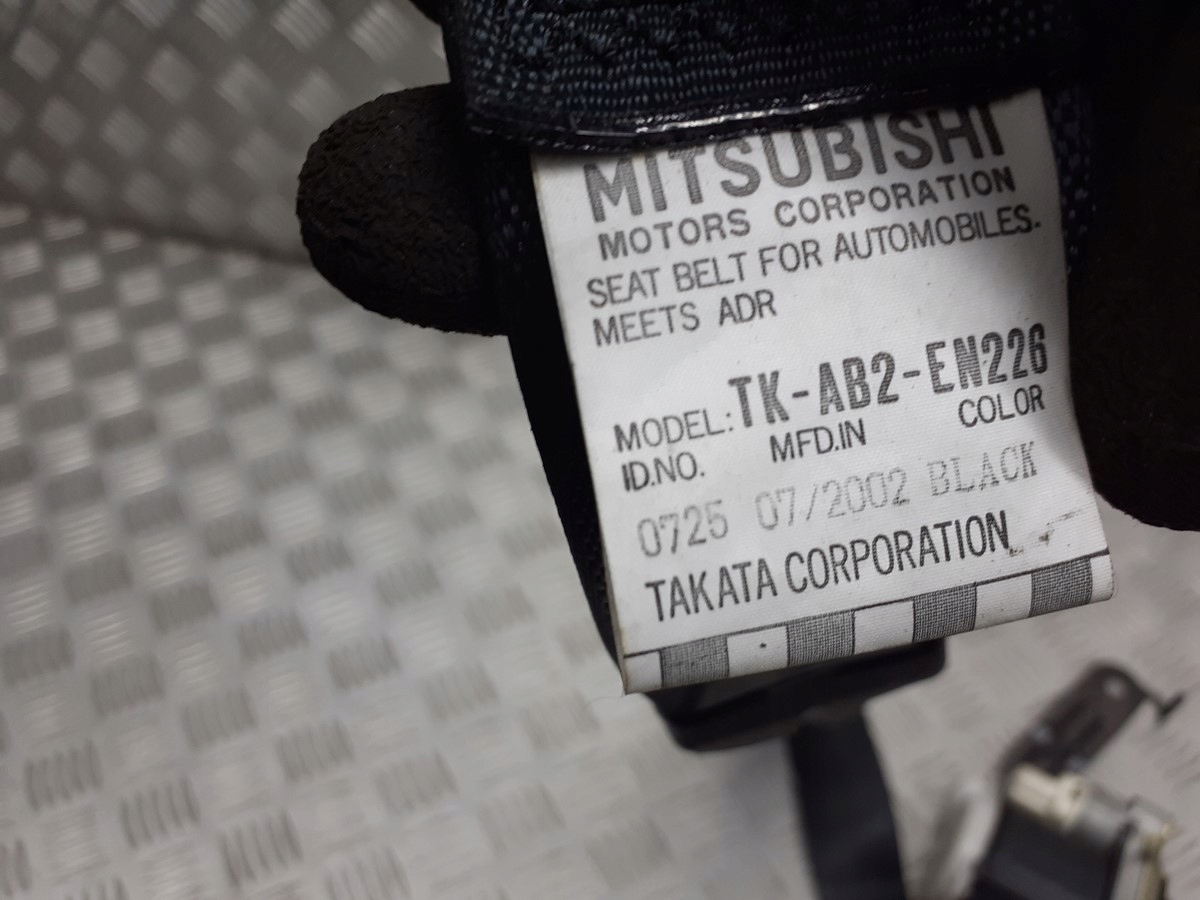 MITSUBISHI
MOTORS CORPORATION
SEAT BELT FOR AUTOMOBILES.
MEETS ADR
MODEL: TK-AB2-EN226
ID.NO. MFD.IN COLOR
0725 07/2002 BLACK
TAKATA CORPORATION